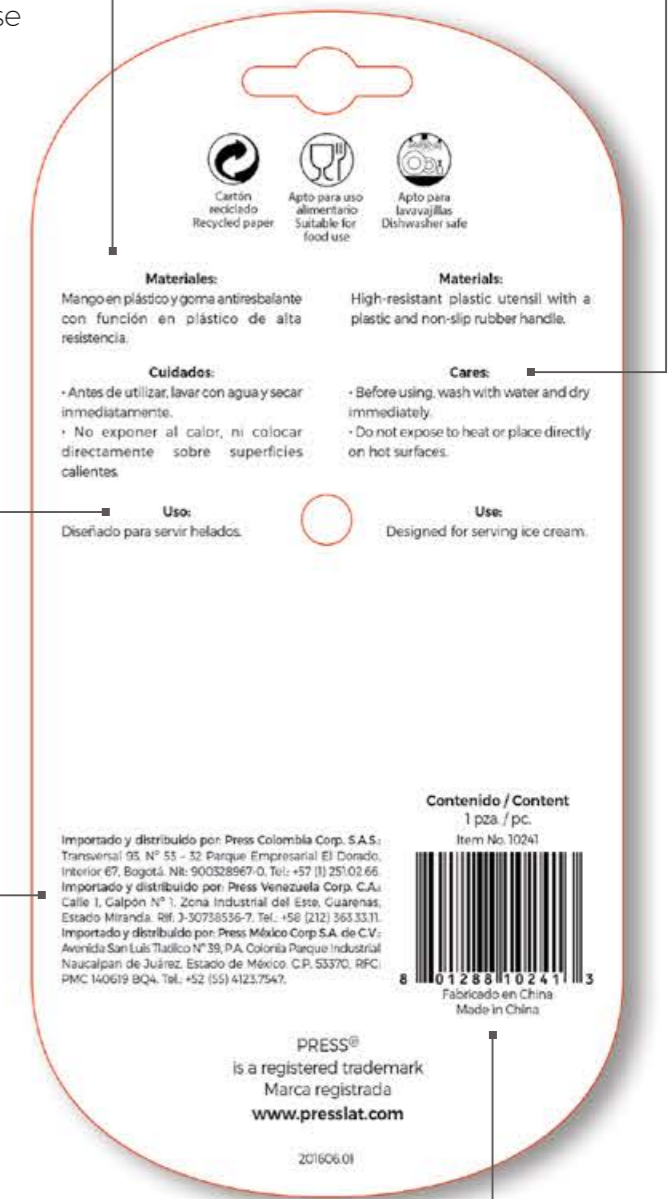 se
Cartón
reciclado
Recycled paper
Apto para uso
alimentario
Suitable for
food use
Apto para
lavavajillas
Dishwasher safe
Materiales:
Mango en plástico y goma antiresbalante
con función en plástico de alta
resistencia.
Materials:
High-resistant plastic utensil with a
plastic and non-slip rubber handle.
Cuidados:
• Antes de utilizar, lavar con agua y secar
inmediatamente.
• No exponer al calor, ni colocar
directamente sobre superficies
calientes.
Cares:
• Before using, wash with water and dry
immediately.
• Do not expose to heat or place directly
on hot surfaces.
Uso:
Diseñado para servir helados.
Use:
Designed for serving ice cream.
Importado y distribuido por: Press Colombia Corp. S.A.S.:
Transversal 93, N° 53 - 32 Parque Empresarial El Dorado,
Interior 67, Bogotá. Nit: 900328967-0. Tel.: +57 (1) 251.02.66.
Importado y distribuido por: Press Venezuela Corp. C.A.:
Calle 1, Galpón N° 1, Zona Industrial del Este, Guarenas,
Estado Miranda. Rif: J-30738536-7. Tel.: +58 (212) 363.33.11.
Importado y distribuido por: Press México Corp S.A. de C.V.:
Avenida San Luis Tlatilco N° 39, P.A. Colonia Parque Industrial
Naucalpan de Juárez, Estado de México. C.P. 53370, RFC:
PMC 140619 BQ4. Tel.: +52 (55) 4123.7547.
Contenido / Content
1 pza. / pc.
Item No. 10241
8 01288 10241 3
Fabricado en China
Made in China
PRESS®
is a registered trademark
Marca registrada
www.presslat.com
201606.01